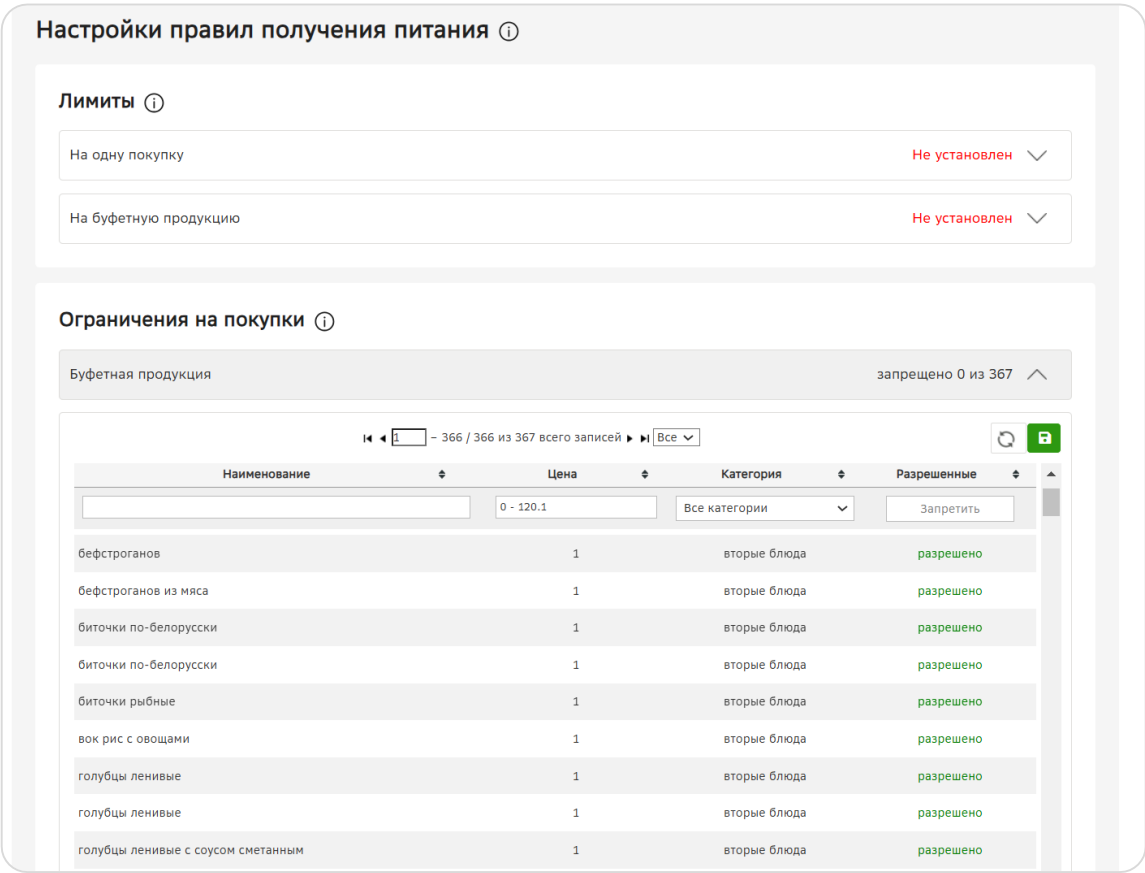 Настройки правил получения питания
Лимиты
На одну покупку Не установлен
На буфетную продукцию Не установлен
Ограничения на покупки
Буфетная продукция запрещено 0 из 367
1 – 366 / 366 из 367 всего записей Все
Наименование Цена Категория Разрешенные
0 - 120.1 Все категории Запретить
бефстроганов 1 вторые блюда разрешено
бефстроганов из мяса 1 вторые блюда разрешено
биточки по-белорусски 1 вторые блюда разрешено
биточки по-белорусски 1 вторые блюда разрешено
биточки рыбные 1 вторые блюда разрешено
вок рис с овощами 1 вторые блюда разрешено
голубцы ленивые 1 вторые блюда разрешено
голубцы ленивые 1 вторые блюда разрешено
голубцы ленивые с соусом сметанным 1 вторые блюда разрешено